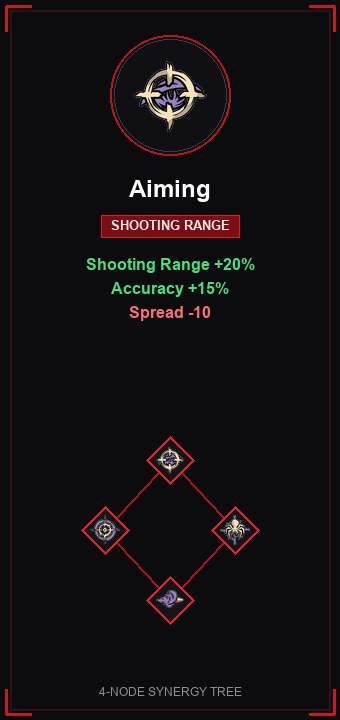 Aiming
SHOOTING RANGE
Shooting Range +20%
Accuracy +15%
Spread -10
4-NODE SYNERGY TREE